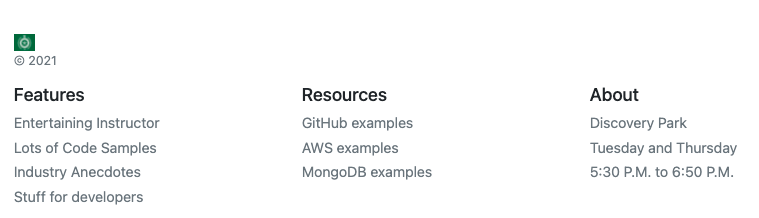 © 2021
Features
Entertaining Instructor
Lots of Code Samples
Industry Anecdotes
Stuff for developers
Resources
GitHub examples
AWS examples
MongoDB examples
About
Discovery Park
Tuesday and Thursday
5:30 P.M. to 6:50 P.M.